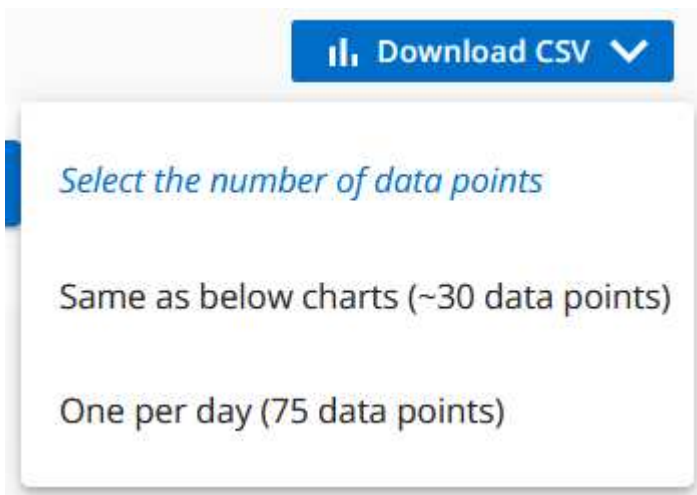 Download CSV
Select the number of data points
Same as below charts (~30 data points)
One per day (75 data points)